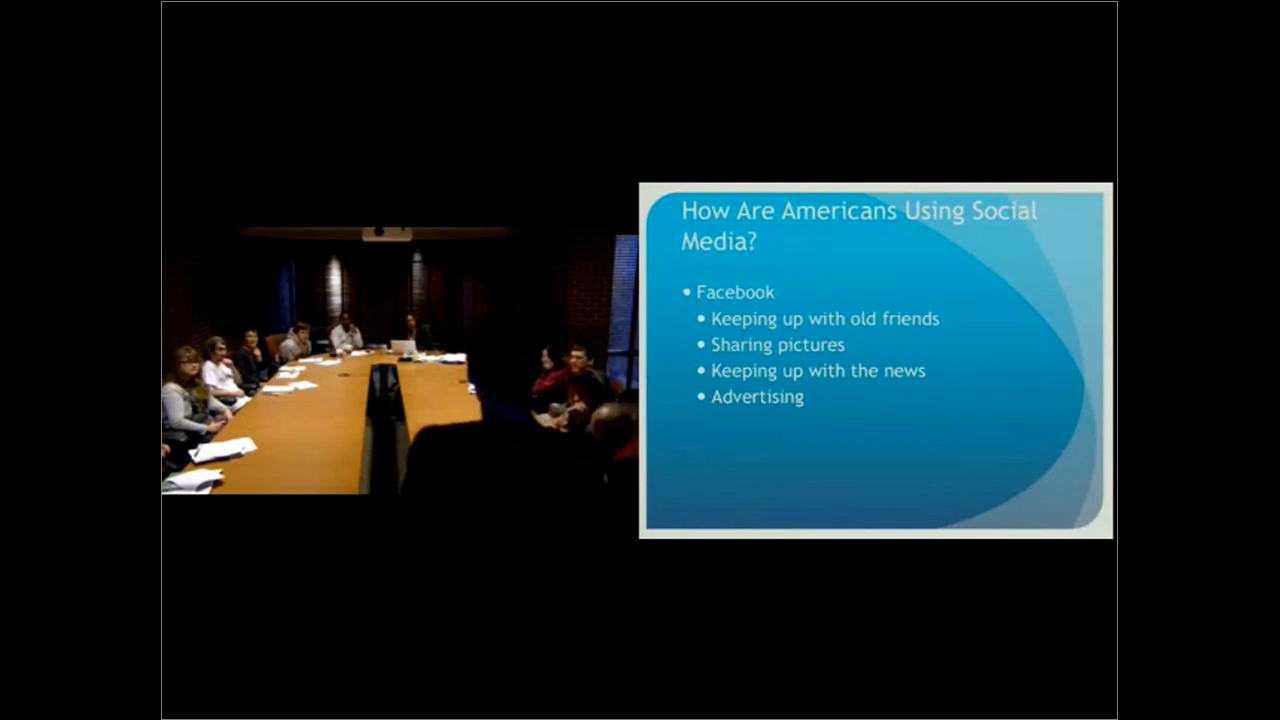 How Are Americans Using Social
Media?
• Facebook
• Keeping up with old friends
• Sharing pictures
• Keeping up with the news
• Advertising